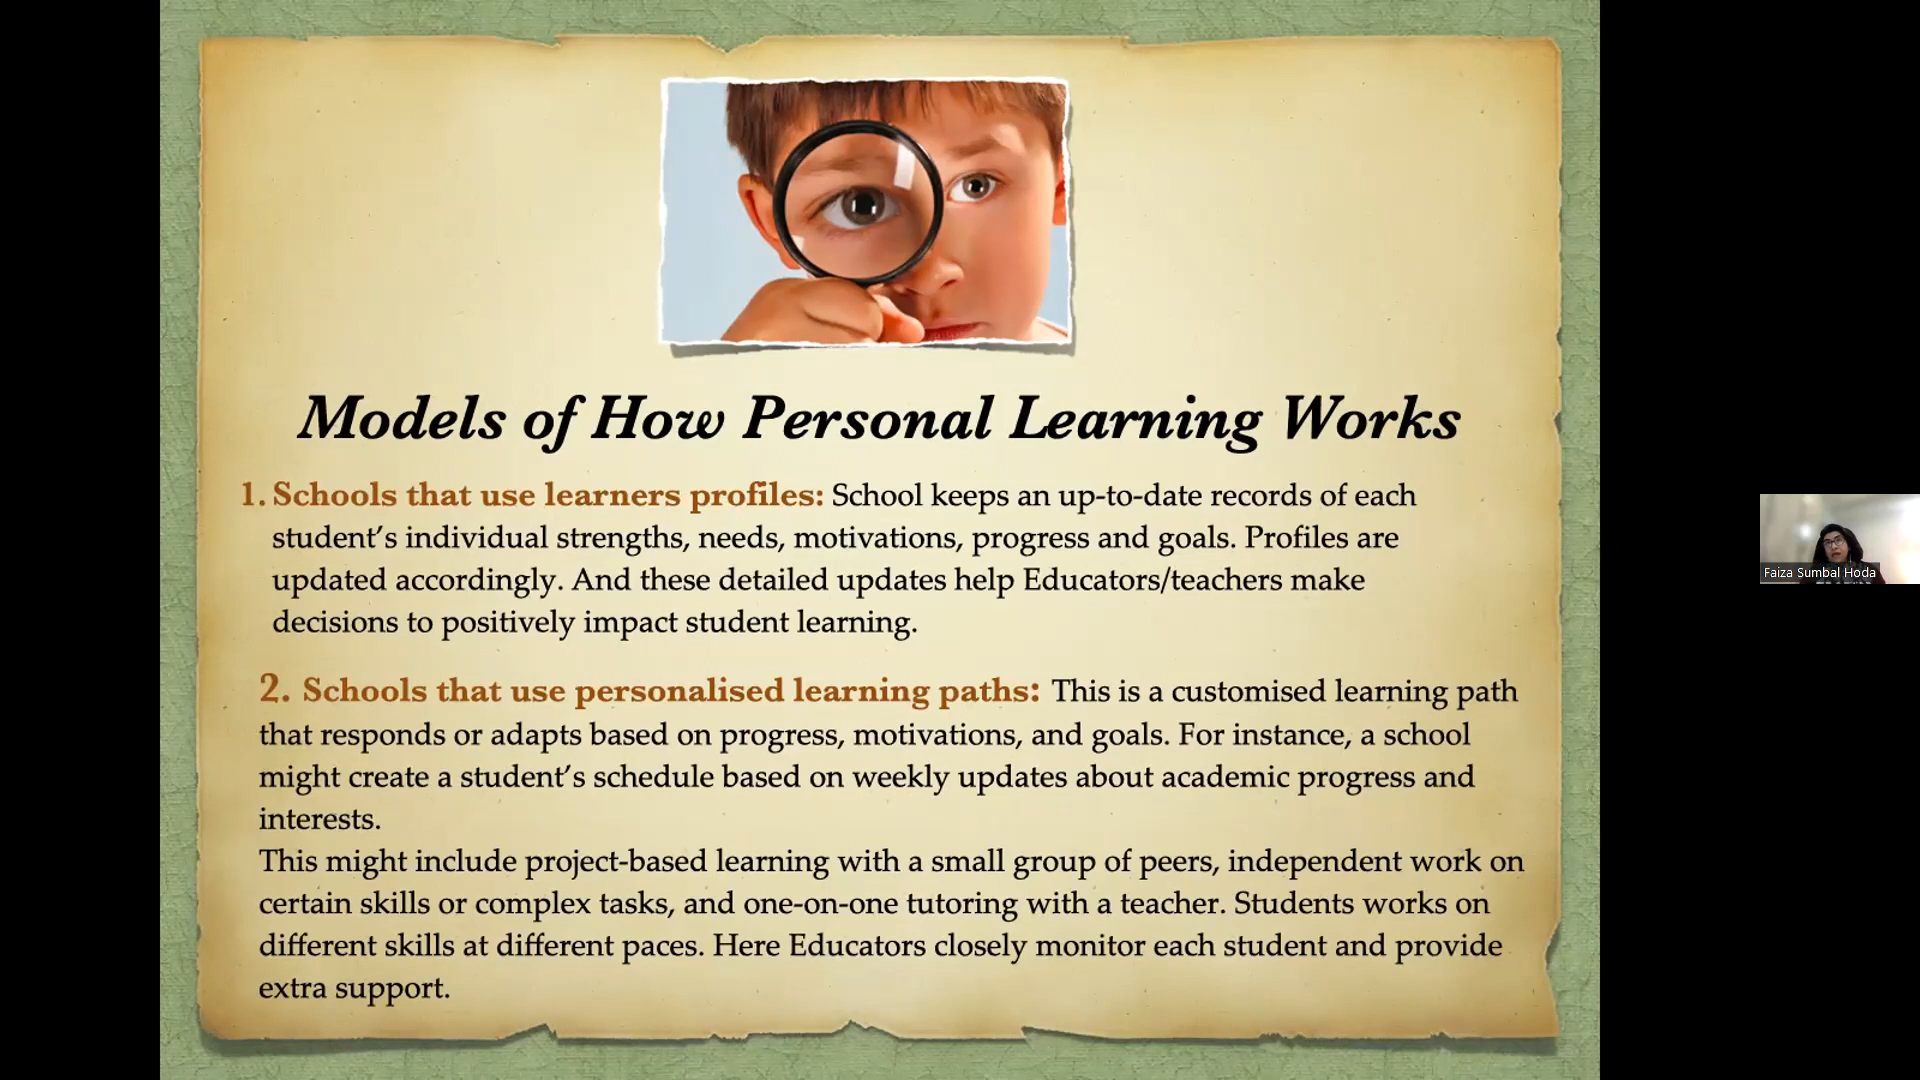 Models of How Personal Learning Works
1. Schools that use learners profiles: School keeps an up-to-date records of each
student’s individual strengths, needs, motivations, progress and goals. Profiles are
updated accordingly. And these detailed updates help Educators/teachers make
decisions to positively impact student learning.
2. Schools that use personalised learning paths: This is a customised learning path
that responds or adapts based on progress, motivations, and goals. For instance, a school
might create a student’s schedule based on weekly updates about academic progress and
interests.
This might include project-based learning with a small group of peers, independent work on
certain skills or complex tasks, and one-on-one tutoring with a teacher. Students works on
different skills at different paces. Here Educators closely monitor each student and provide
extra support.
Faiza Sumbal Hoda